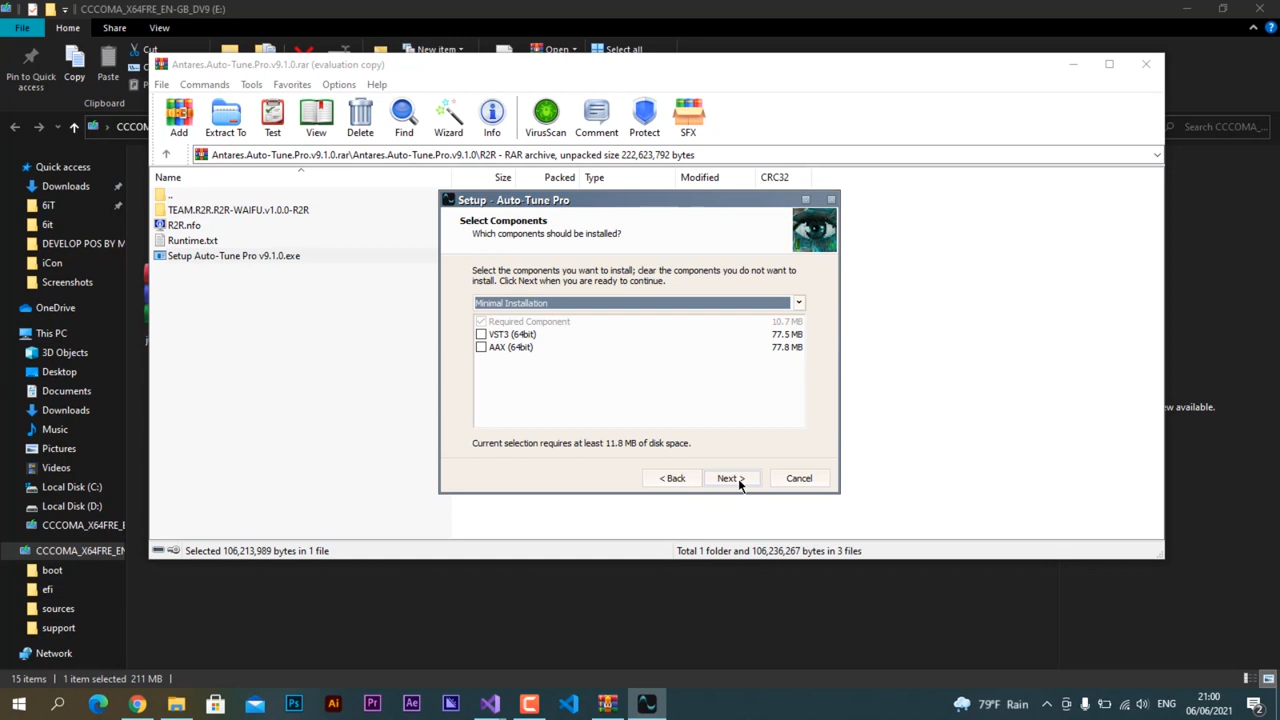 CCCOMA_X64FRE_EN-GB_DV9 (E:)
File
Home
Share
View
Pin to Quick access
Copy
Paste
Cut
New item
Open
Select all
Clipboard
CCCOM
Search CCCOMA_...
Quick access
Downloads
6iT
6it
DEVELOP POS BY M
iCon
Screenshots
OneDrive
This PC
3D Objects
Desktop
Documents
Downloads
Music
Pictures
Videos
Local Disk (C:)
Local Disk (D:)
CCCOMA_X64FRE_E
CCCOMA_X64FRE_EN
boot
efi
sources
support
Network
15 items
1 item selected 211 MB
ew available.
Antares.Auto-Tune.Pro.v9.1.0.rar (evaluation copy)
File
Commands
Tools
Favorites
Options
Help
Add
Extract To
Test
View
Delete
Find
Wizard
Info
VirusScan
Comment
Protect
SFX
Antares.Auto-Tune.Pro.v9.1.0.rar\Antares.Auto-Tune.Pro.v9.1.0\R2R - RAR archive, unpacked size 222,623,792 bytes
Name
Size
Packed
Type
Modified
CRC32
..
TEAM.R2R.R2R-WAIFU.v1.0.0-R2R
R2R.nfo
Runtime.txt
Setup Auto-Tune Pro v9.1.0.exe
Selected 106,213,989 bytes in 1 file
Total 1 folder and 106,236,267 bytes in 3 files
Setup - Auto-Tune Pro
Select Components
Which components should be installed?
Select the components you want to install; clear the components you do not want to
install. Click Next when you are ready to continue.
Minimal Installation
Required Component 10.7 MB
VST3 (64bit) 77.5 MB
AAX (64bit) 77.8 MB
Current selection requires at least 11.8 MB of disk space.
< Back
Next >
Cancel
Ps
Ai
Pr
Ae
79°F Rain
ENG
21:00
06/06/2021
2